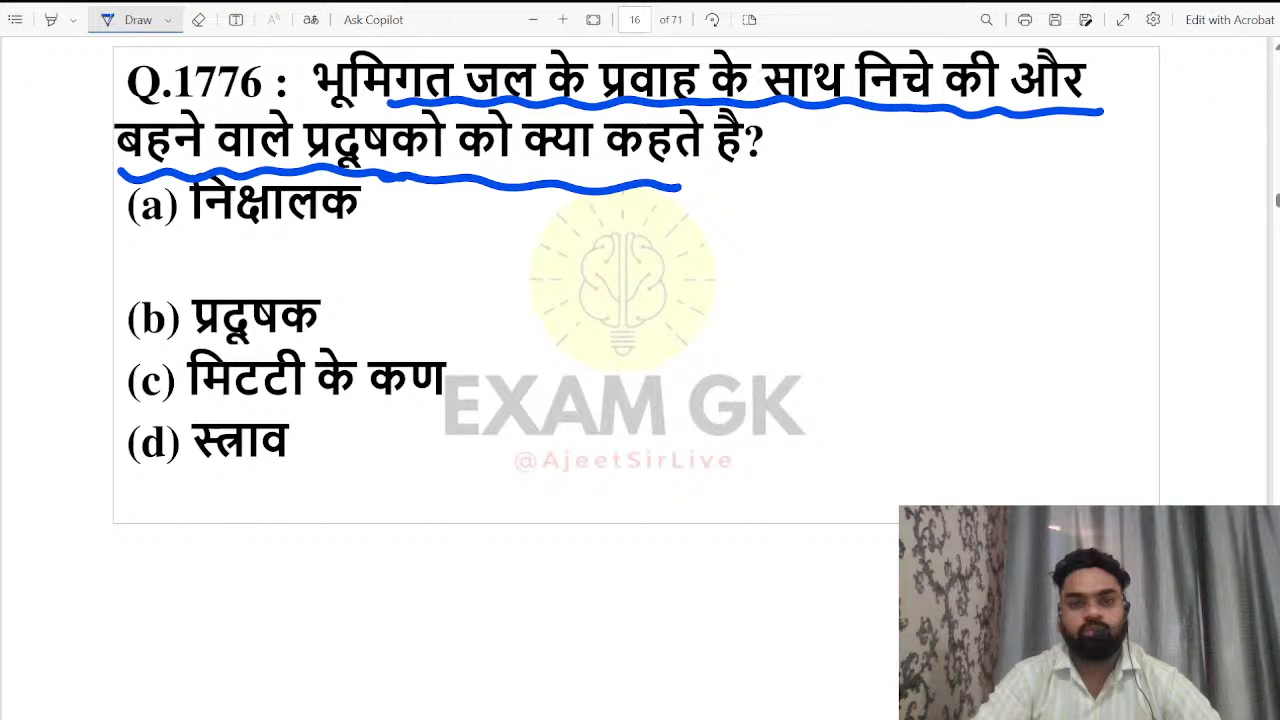 Draw
Ask Copilot
16 of 71
Edit with Acrobat
Q.1776 : भूमिगत जल के प्रवाह के साथ निचे की और
बहने वाले प्रदूषको को क्या कहते है?
(a) निक्षालक
(b) प्रदूषक
(c) मिटटी के कण
(d) स्त्राव
EXAM GK
@AjeetSirLive